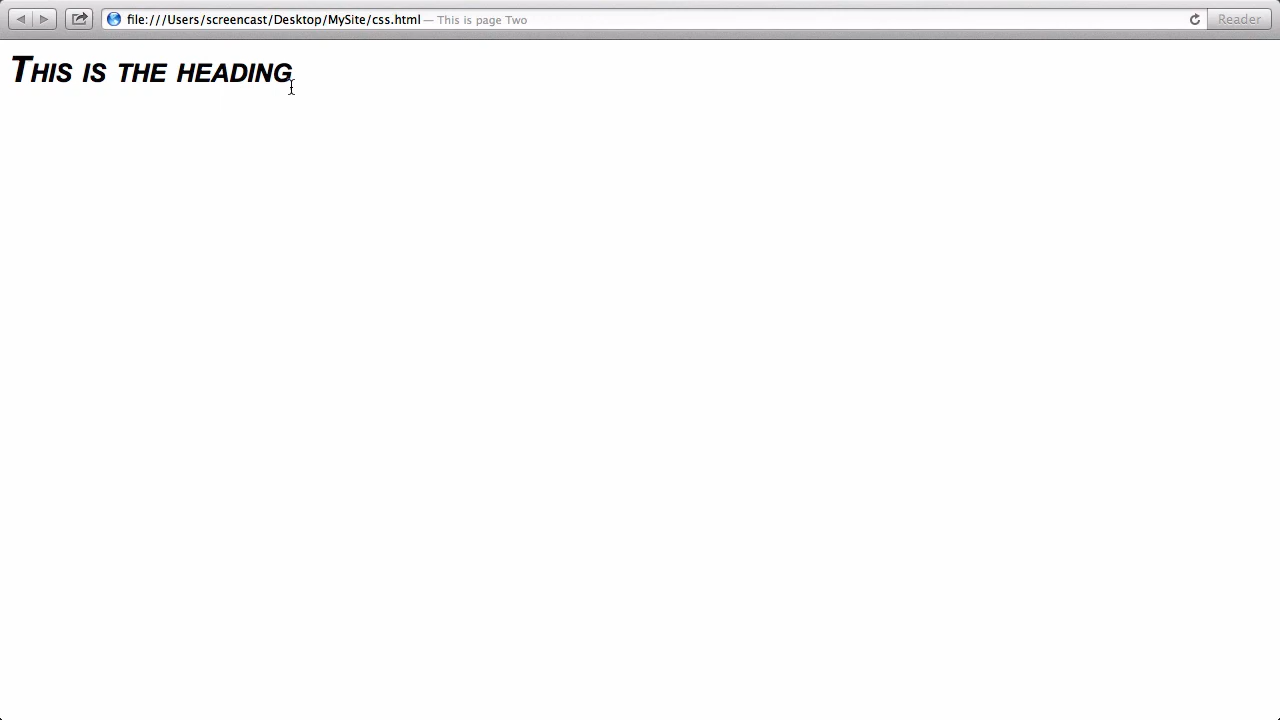 file:///Users/screencast/Desktop/MySite/css.html — This is page Two
Reader
This is the heading